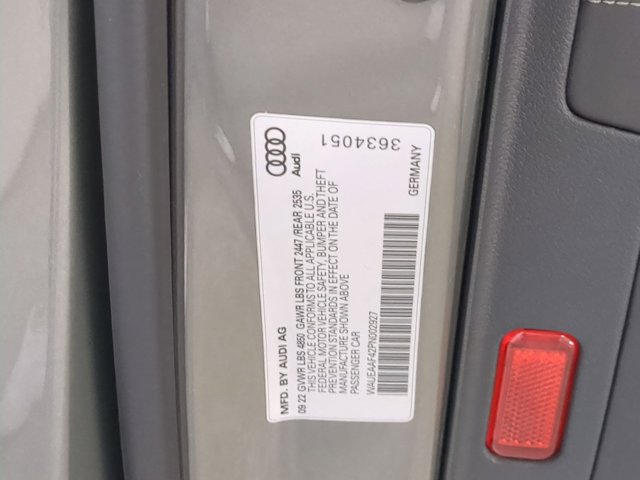 MFD. BY AUDI AG
Audi
09 22 GVWR LBS 4850 GAWR LBS FRONT 2447/REAR 2535
THIS VEHICLE CONFORMS TO ALL APPLICABLE U.S.
FEDERAL MOTOR VEHICLE SAFETY, BUMPER AND THEFT
PREVENTION STANDARDS IN EFFECT ON THE DATE OF
MANUFACTURE SHOWN ABOVE
PASSENGER CAR
WAUEAAF42PN002927
GERMANY
3634051